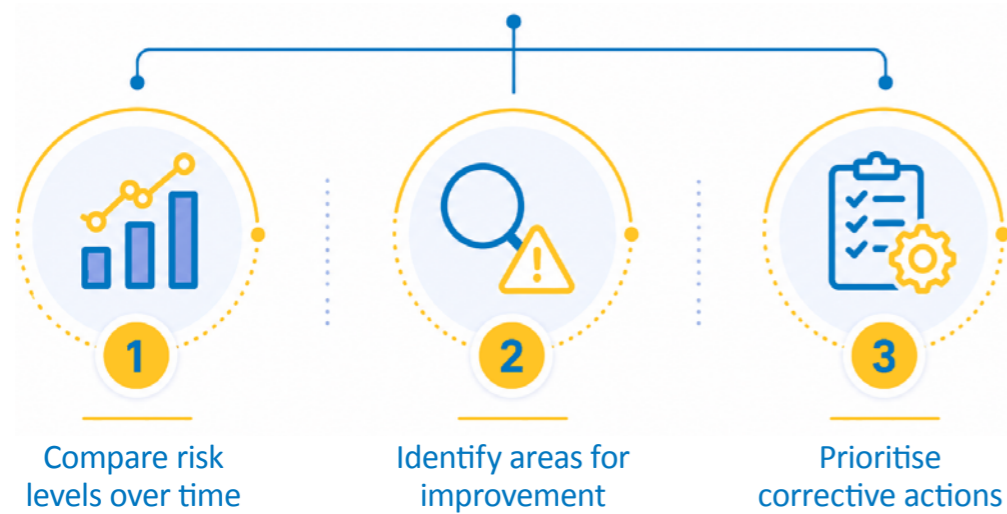 1
2
3
Compare risk
levels over time
Identify areas for
improvement
Prioritise
corrective actions